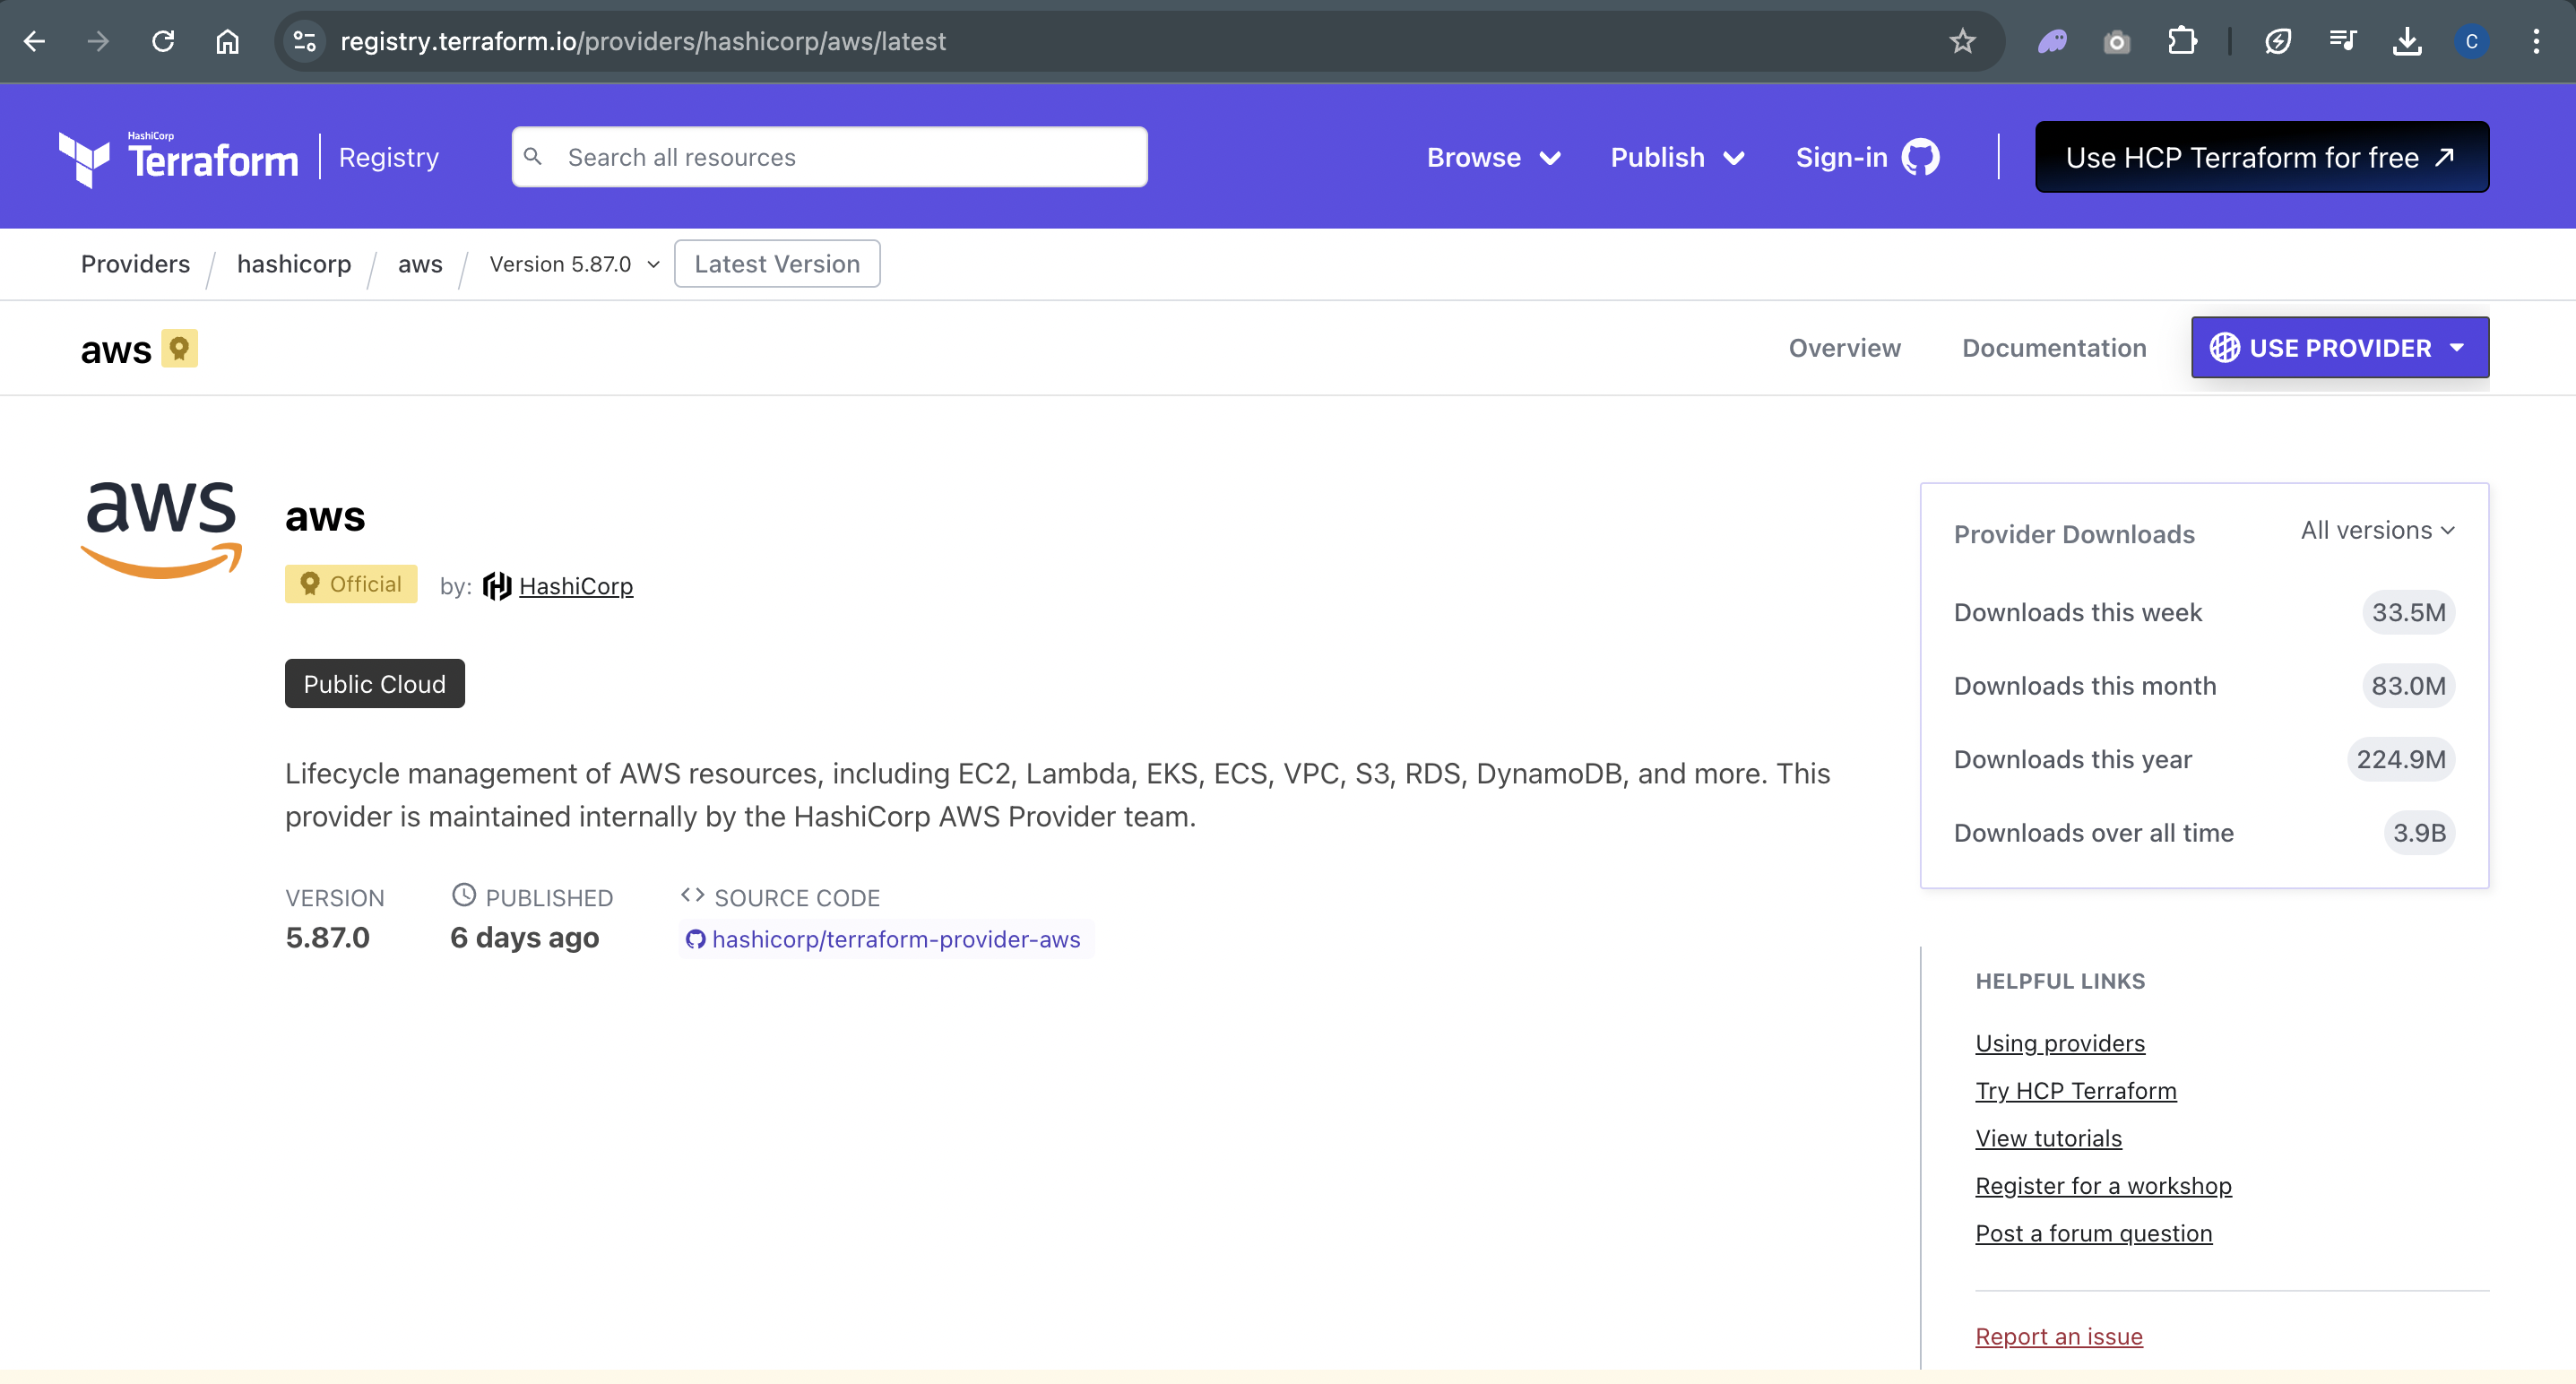 registry.terraform.io/providers/hashicorp/aws/latest
C
HashiCorp
Terraform
Registry
Search all resources
Browse
Publish
Sign-in
Use HCP Terraform for free
Providers / hashicorp / aws / Version 5.87.0
Latest Version
aws
Overview
Documentation
USE PROVIDER
aws
aws
Official
by: HashiCorp
Public Cloud
Lifecycle management of AWS resources, including EC2, Lambda, EKS, ECS, VPC, S3, RDS, DynamoDB, and more. This
provider is maintained internally by the HashiCorp AWS Provider team.
VERSION
5.87.0
PUBLISHED
6 days ago
SOURCE CODE
hashicorp/terraform-provider-aws
Provider Downloads
All versions
Downloads this week 33.5M
Downloads this month 83.0M
Downloads this year 224.9M
Downloads over all time 3.9B
HELPFUL LINKS
Using providers
Try HCP Terraform
View tutorials
Register for a workshop
Post a forum question
Report an issue